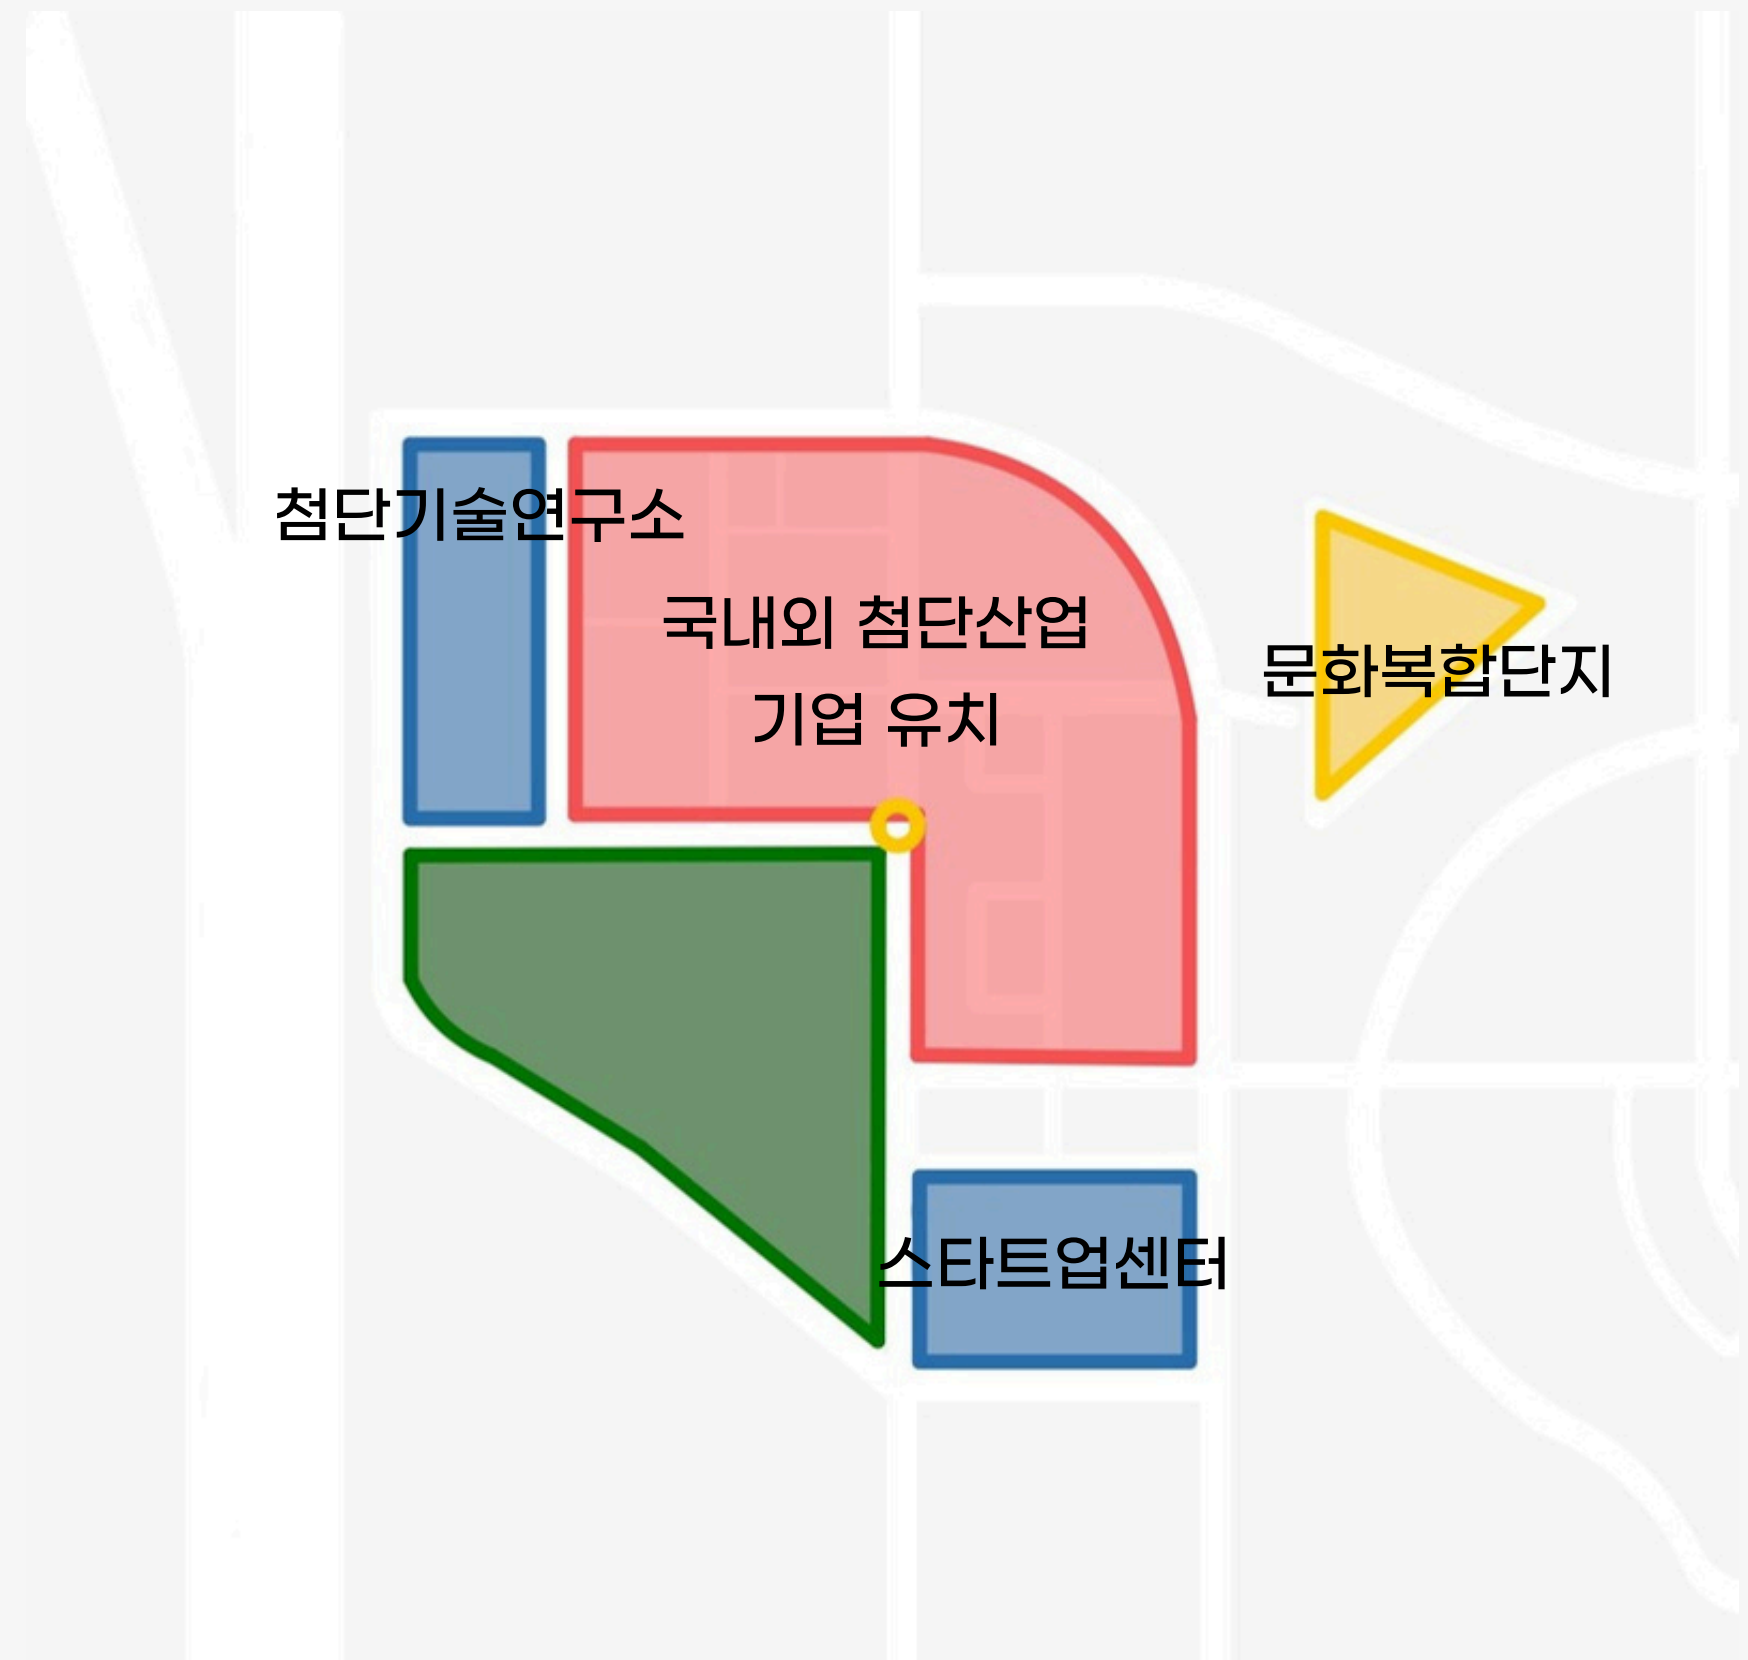 첨단기술연구소
국내외 첨단산업
기업 유치
문화복합단지
스타트업센터